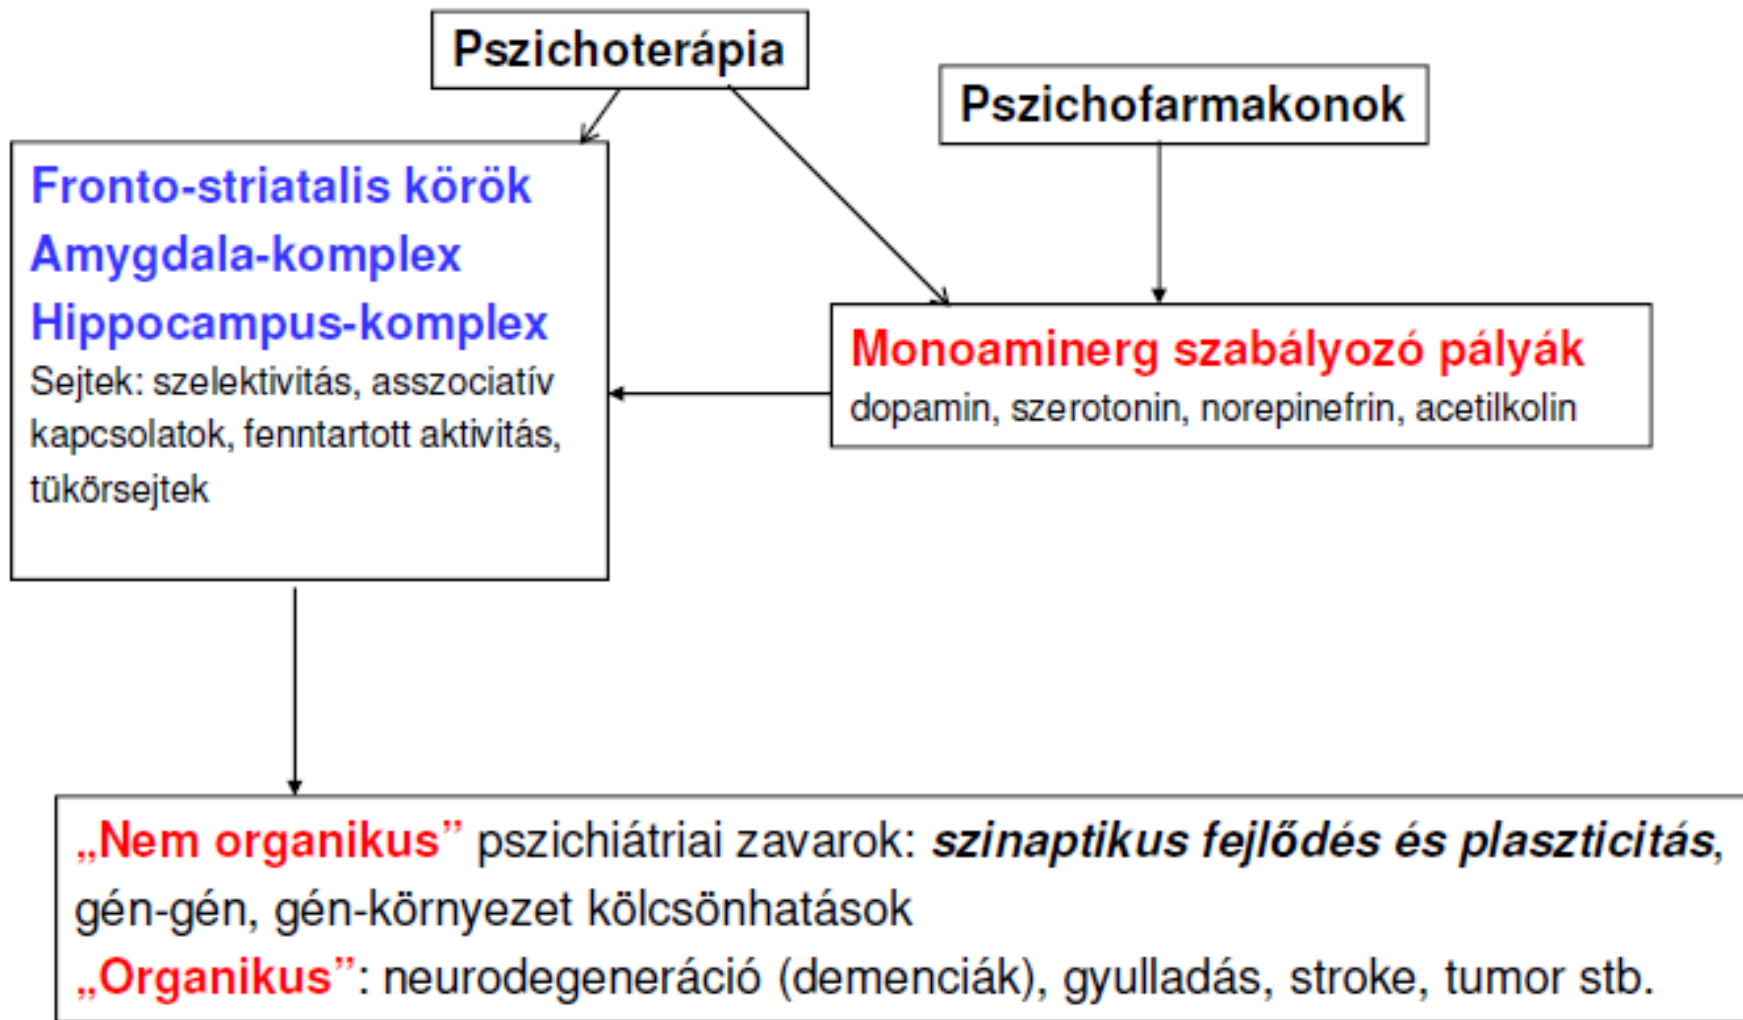 Pszichoterápia
Pszichofarmakonok
Fronto-striatalis körök
Amygdala-komplex
Hippocampus-komplex
Sejtek: szelektivitás, asszociatív
kapcsolatok, fenntartott aktivitás,
tükörsejtek
Monoaminerg szabályozó pályák
dopamin, szerotonin, norepinefrin, acetilkolin
„Nem organikus” pszichiátriai zavarok: szinaptikus fejlődés és plaszticitás,
gén-gén, gén-környezet kölcsönhatások
„Organikus”: neurodegeneráció (demenciák), gyulladás, stroke, tumor stb.